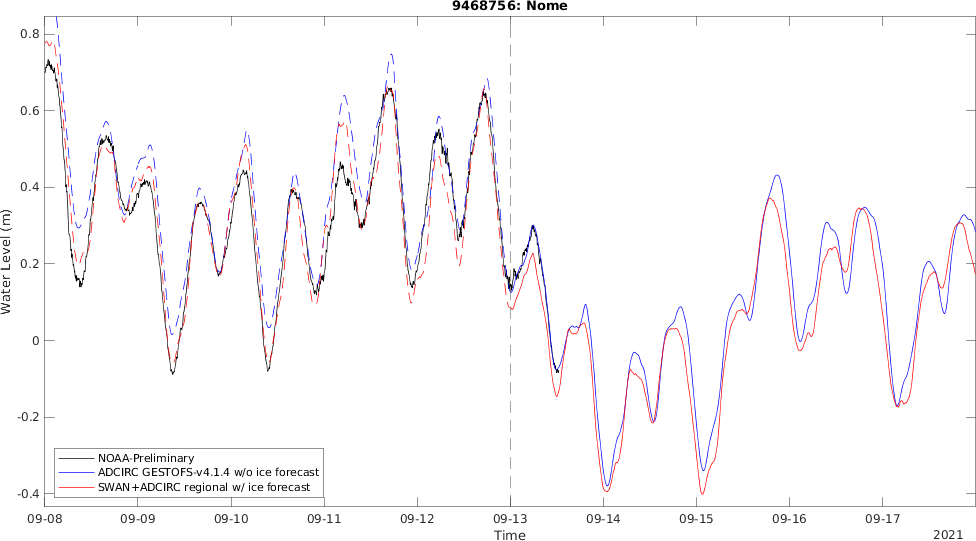 9468756: Nome
Water Level (m)
0.8
0.6
0.4
0.2
0
-0.2
-0.4
NOAA-Preliminary
ADCIRC GESTOFS-v4.1.4 w/o ice forecast
SWAN+ADCIRC regional w/ ice forecast
09-08 09-09 09-10 09-11 09-12 09-13 09-14 09-15 09-16 09-17
Time
2021